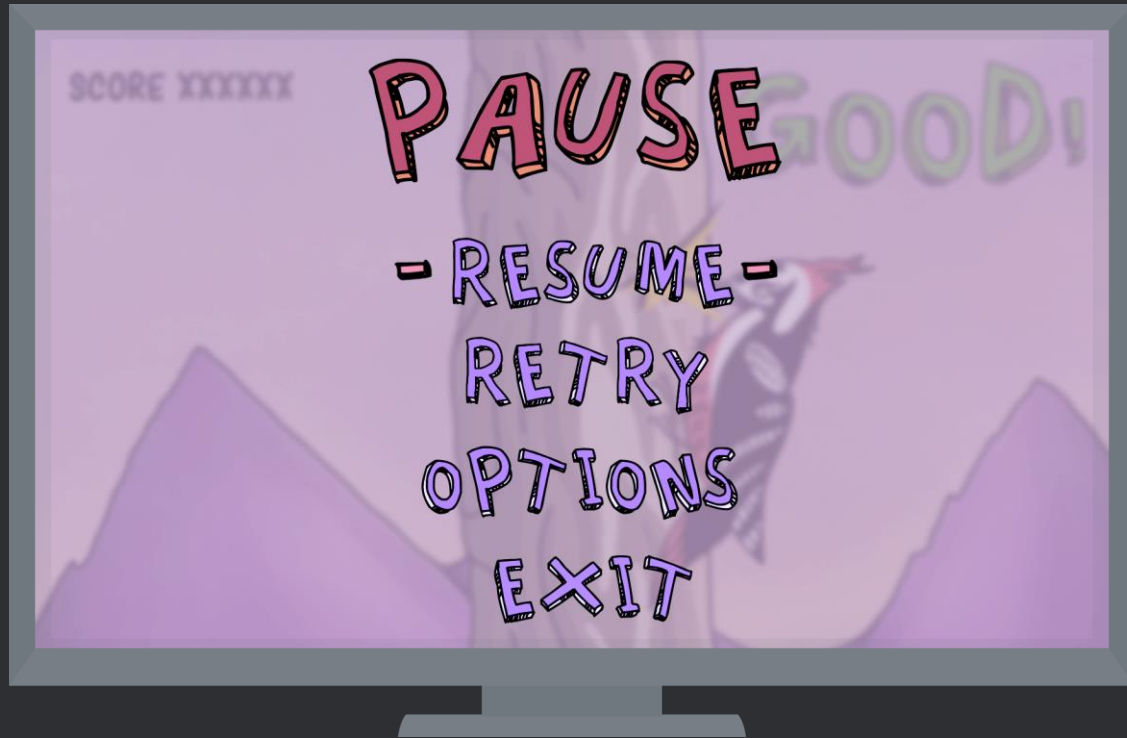 SCORE XXXXXX
GOOD!
PAUSE
- RESUME -
RETRY
OPTIONS
EXIT